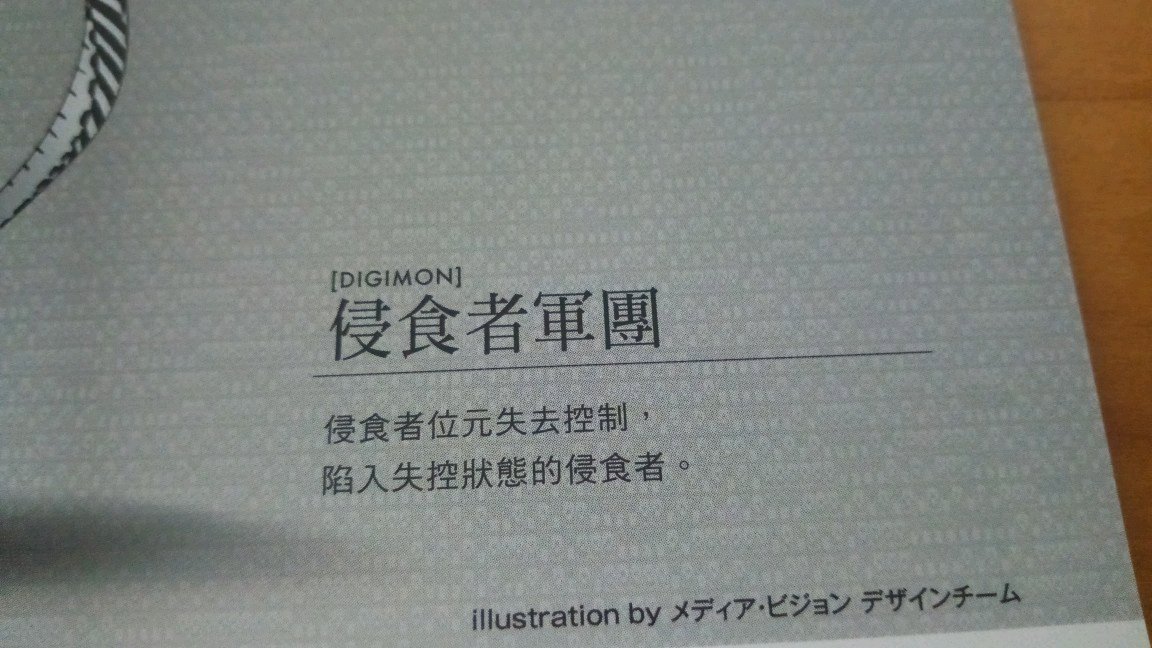 [DIGIMON]
侵食者軍團
侵食者位元失去控制，
陷入失控狀態的侵食者。
illustration by メディア・ビジョン デザインチーム